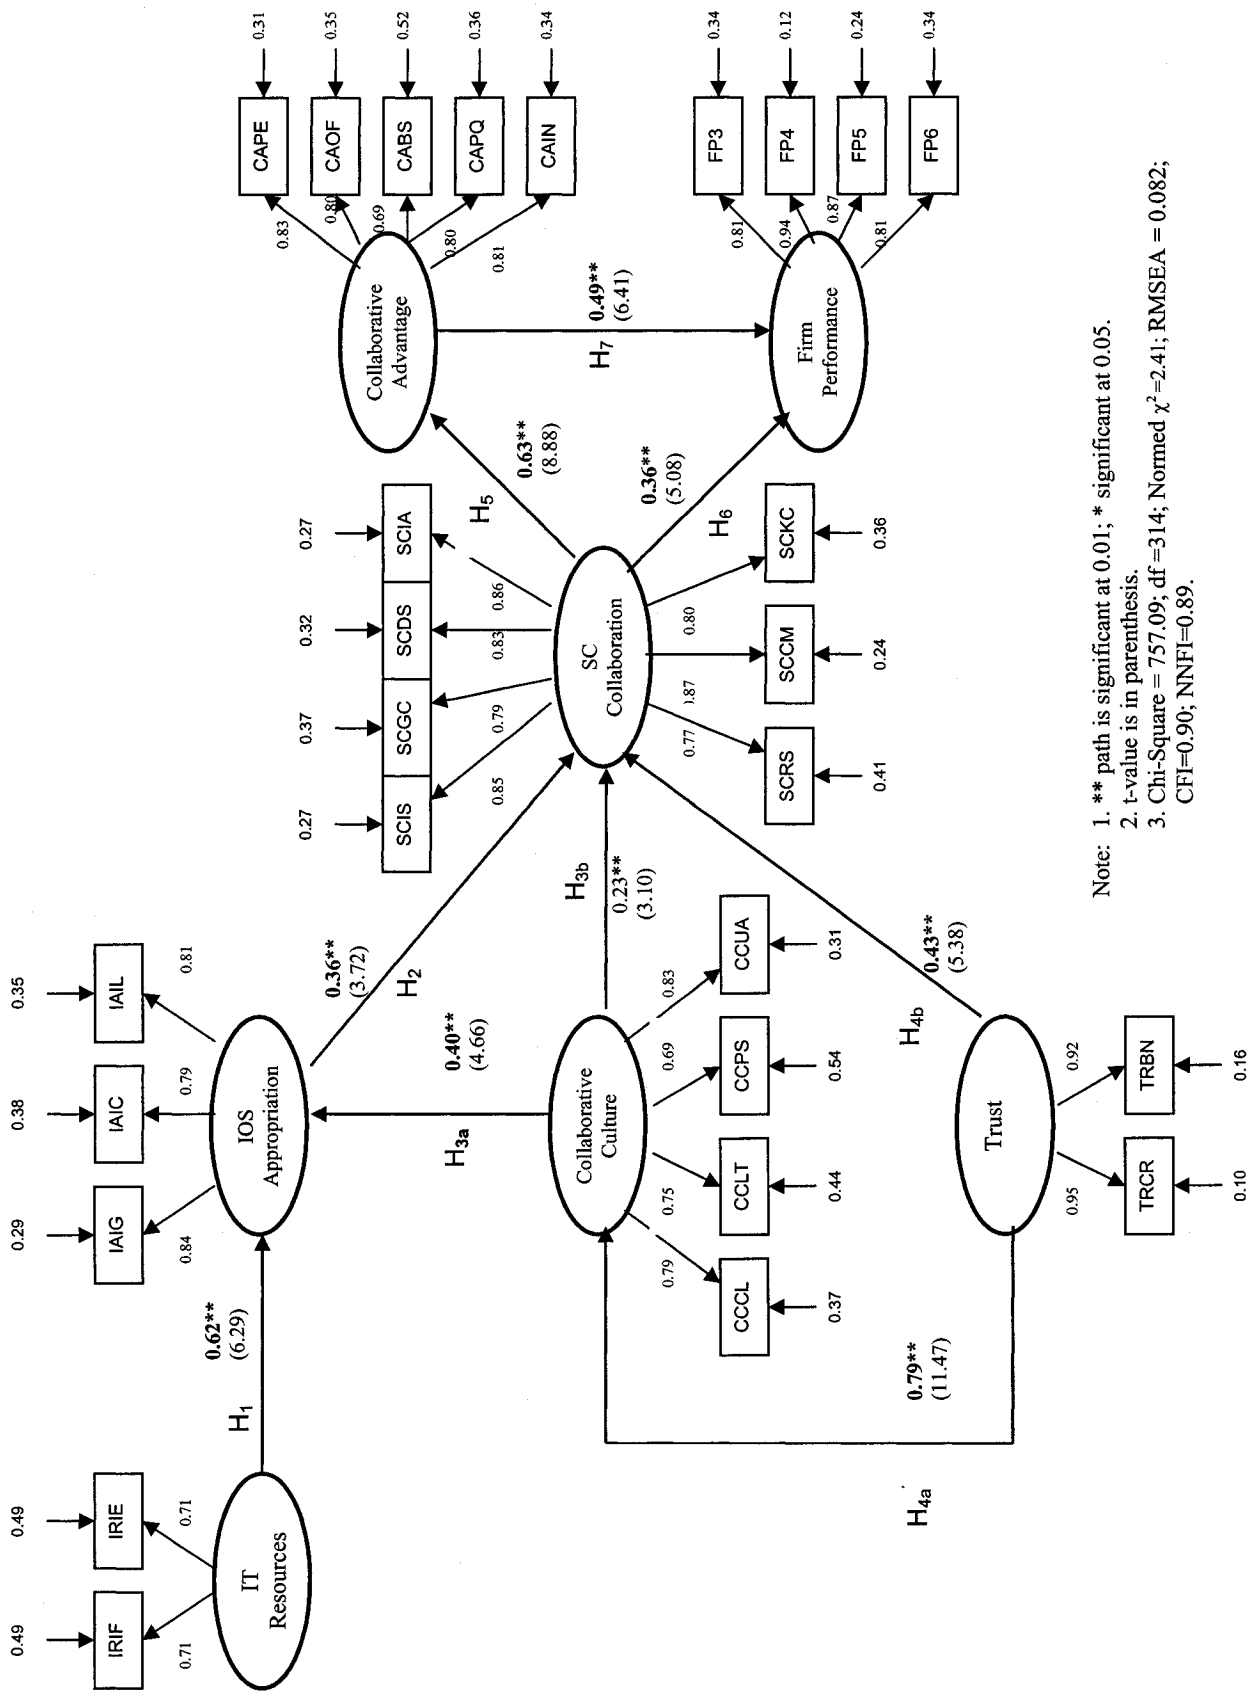 0.49
0.49
IRIF
IRIE
0.71
0.71
IT
Resources
H1
0.62**
(6.29)
0.29
0.38
0.35
IAIG
IAIC
IAIL
0.84
0.79
0.81
IOS
Appropriation
0.36**
(3.72)
H2
H3a
0.40**
(4.66)
Collaborative
Culture
0.79
0.75
0.69
0.83
CCCL
CCLT
CCPS
CCUA
0.37
0.44
0.54
0.31
H3b
0.23**
(3.10)
H4a
0.79**
(11.47)
Trust
0.95
0.92
TRCR
TRBN
0.10
0.16
H4b
0.43**
(5.38)
0.27
0.37
0.32
0.27
SCIS
SCGC
SCDS
SCIA
0.85
0.79
0.83
0.86
SC
Collaboration
0.77
0.87
0.80
SCRS
SCCM
SCKC
0.41
0.24
0.36
H5
0.63**
(8.88)
H6
0.36**
(5.08)
Collaborative
Advantage
0.83
0.80
0.69
0.80
0.81
CAPE
CAOF
CABS
CAPQ
CAIN
0.31
0.35
0.52
0.36
0.34
H7
0.49**
(6.41)
Firm
Performance
0.81
0.94
0.87
0.81
FP3
FP4
FP5
FP6
0.34
0.12
0.24
0.34
Note: 1. ** path is significant at 0.01; * significant at 0.05.
2. t-value is in parenthesis.
3. Chi-Square = 757.09; df =314; Normed χ²=2.41; RMSEA = 0.082;
CFI=0.90; NNFI=0.89.